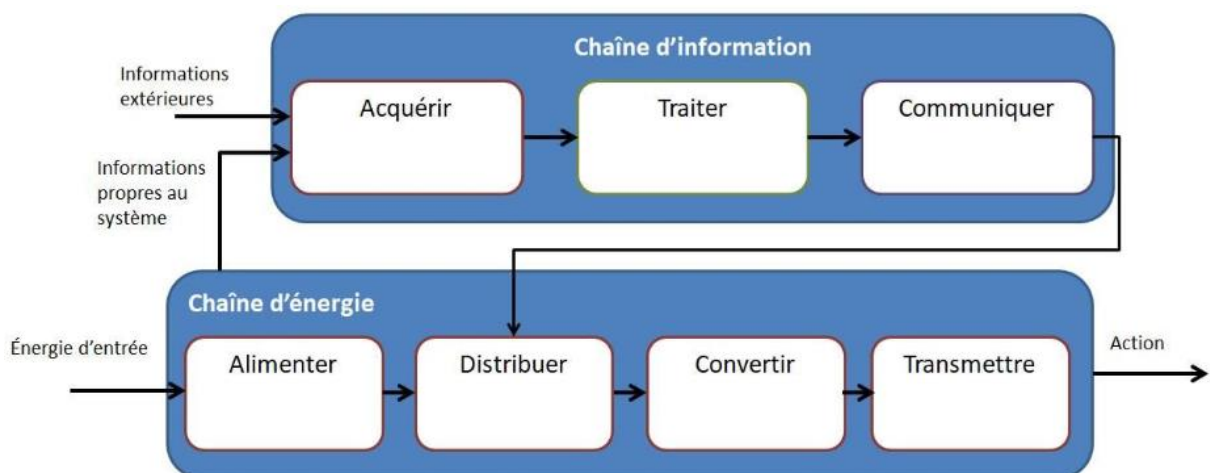 Chaîne d'information
Informations
extérieures
Acquérir
Traiter
Communiquer
Informations
propres au
système
Chaîne d'énergie
Énergie d'entrée
Alimenter
Distribuer
Convertir
Transmettre
Action